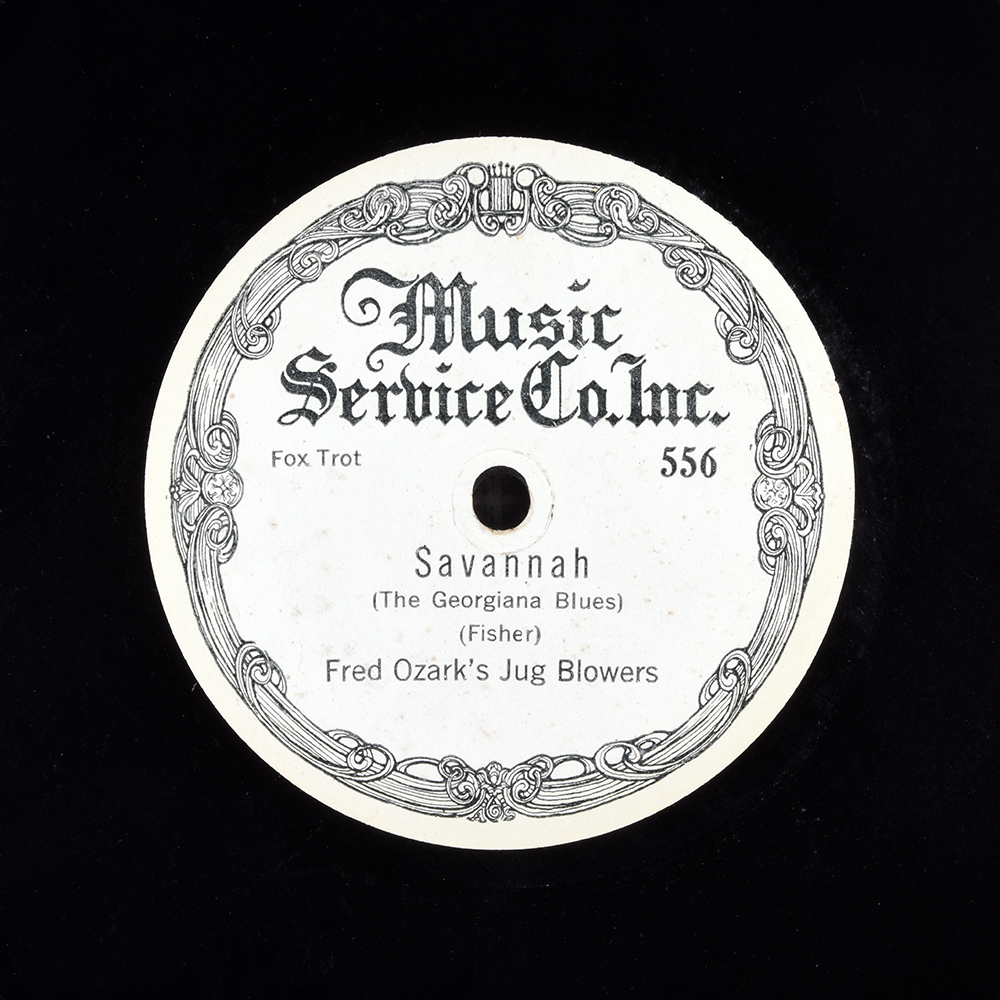 Music
Service Co. Inc.
Fox Trot 556
Savannah
(The Georgiana Blues)
(Fisher)
Fred Ozark's Jug Blowers